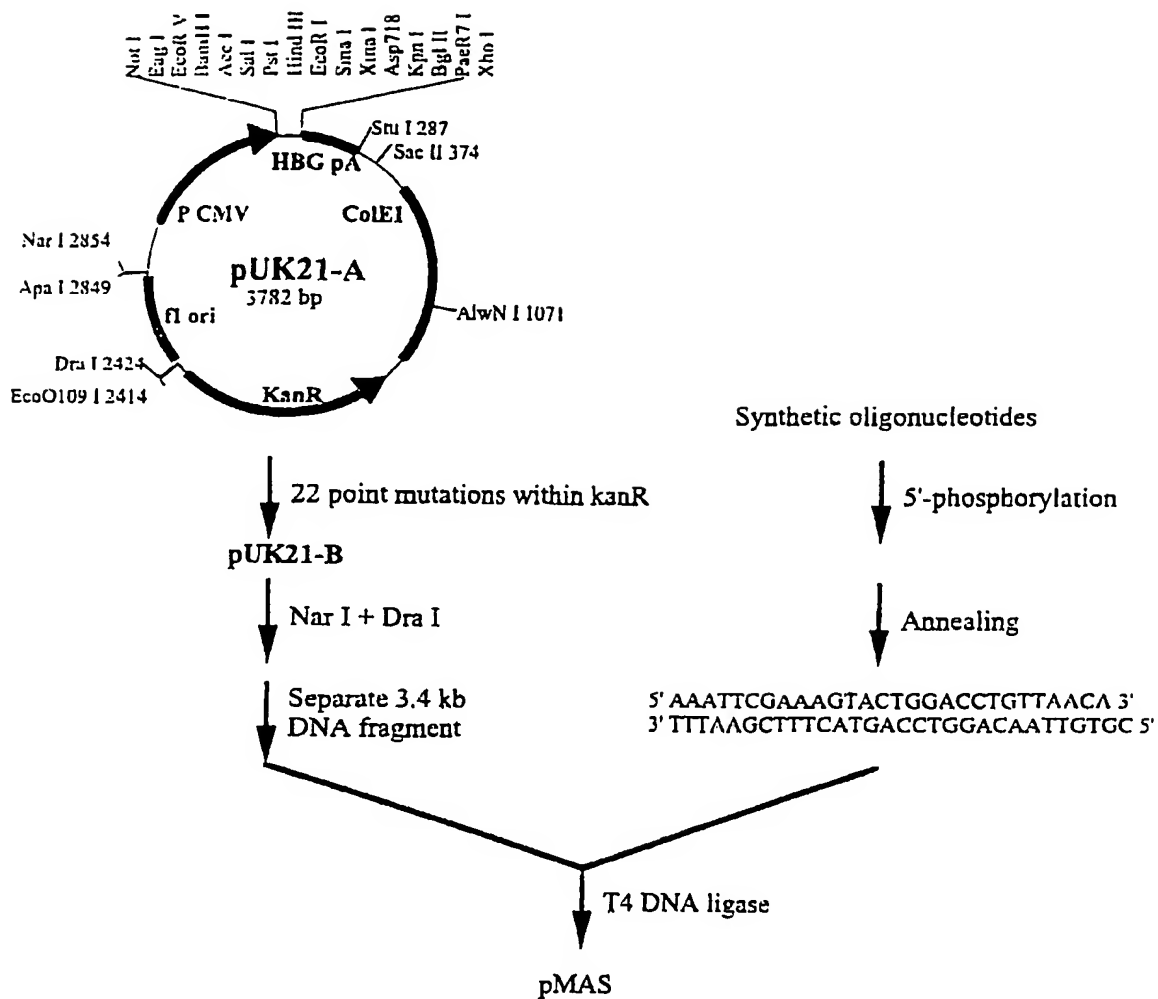 Not I
Eag I
EcoR V
BamH I
Acc I
Sal I
Pst I
Hind III
EcoR I
Sma I
Xma I
Asp718
Kpn I
Bgl II
PaeR7 I
Xho I
Stu I 287
Sac II 374
HBG pA
P CMV
ColEI
Nar I 2854
pUK21-A
3782 bp
Apa I 2849
f1 ori
AlwN I 1071
Dra I 2424
EcoO109 I 2414
KanR
Synthetic oligonucleotides
22 point mutations within kanR
5'-phosphorylation
pUK21-B
Nar I + Dra I
Annealing
Separate 3.4 kb
DNA fragment
5' AAATTCGAAAGTACTGGACCTGTTAACA 3'
3' TTTAAGCTTTCATGACCTGGACAATTGTGC 5'
T4 DNA ligase
pMAS